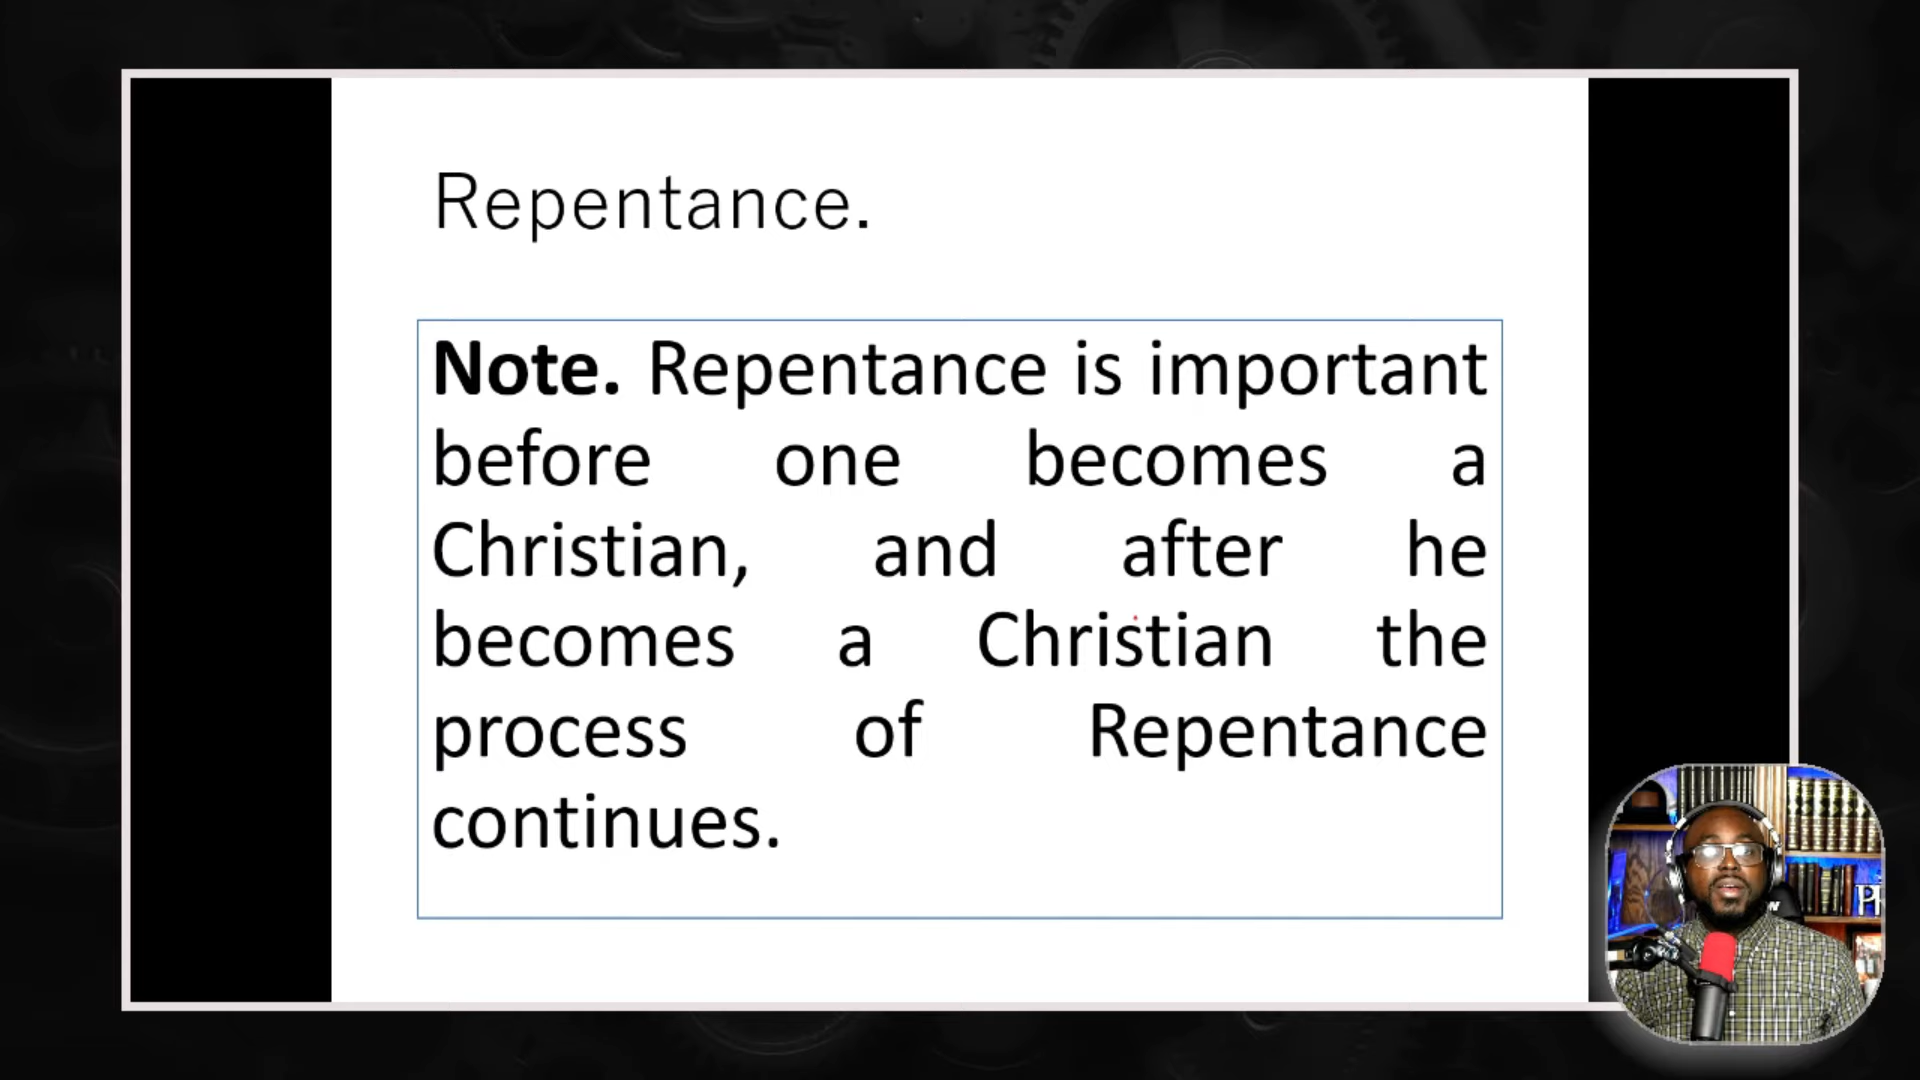 Repentance.
Note. Repentance is important
before one becomes a
Christian, and after he
becomes a Christian the
process of Repentance
continues.